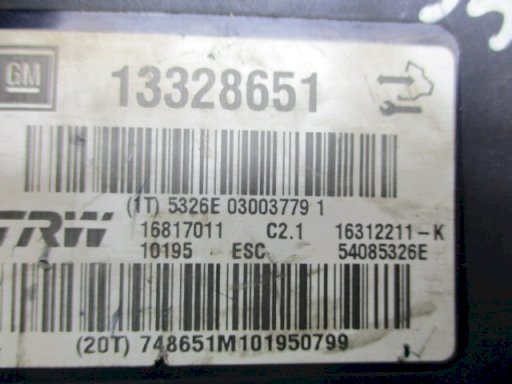 GM
13328651
(1T) 5326E 03003779 1
TRW
16817011 C2.1 16312211-K
10195 ESC 54085326E
(20T) 748651M101950799